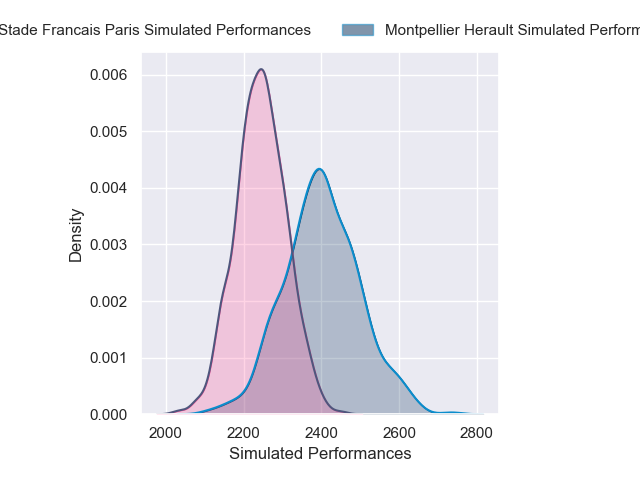 Stade Francais Paris Simulated Performances
Montpellier Herault Simulated
0.006
0.005
0.004
0.003
0.002
0.001
0.000
Density
2000 2200 2400 2600 2800
Simulated Performances